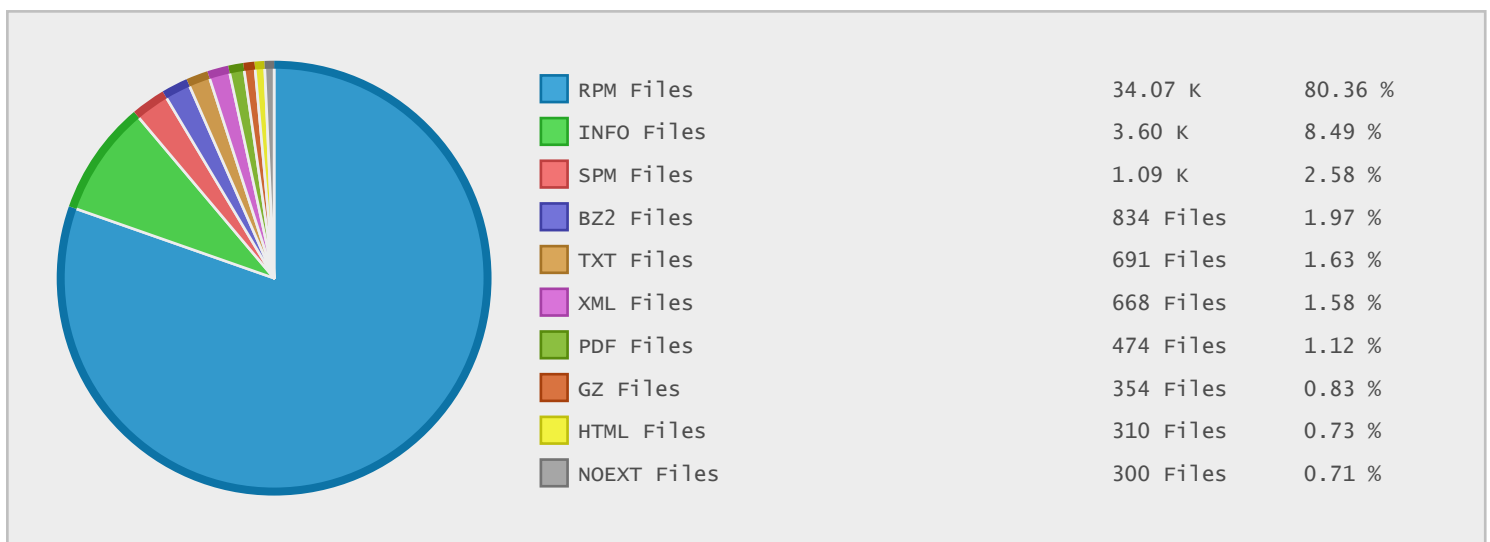 RPM Files 34.07 K 80.36 %
INFO Files 3.60 K 8.49 %
SPM Files 1.09 K 2.58 %
BZ2 Files 834 Files 1.97 %
TXT Files 691 Files 1.63 %
XML Files 668 Files 1.58 %
PDF Files 474 Files 1.12 %
GZ Files 354 Files 0.83 %
HTML Files 310 Files 0.73 %
NOEXT Files 300 Files 0.71 %